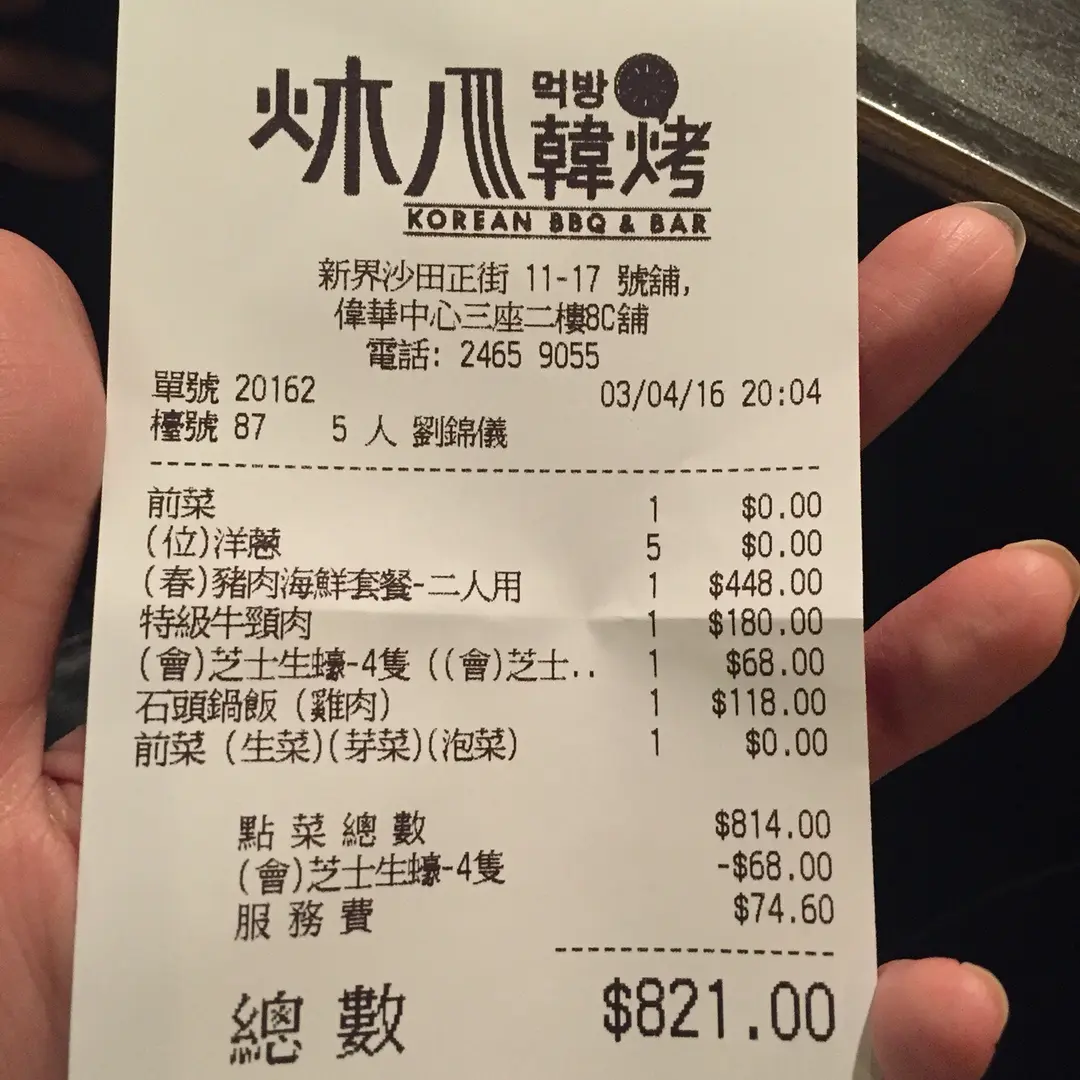 炑八 먹방
韓烤
KOREAN BBQ & BAR
新界沙田正街 11-17 號舖,
偉華中心三座二樓8C舖
電話: 2465 9055
單號 20162 03/04/16 20:04
檯號 87 5 人 劉錦儀
前菜 1 $0.00
(位)洋蔥 5 $0.00
(春)豬肉海鮮套餐-二人用 1 $448.00
特級牛頸肉 1 $180.00
(會)芝士生蠔-4隻 ((會)芝士.. 1 $68.00
石頭鍋飯 (雞肉) 1 $118.00
前菜 (生菜)(芽菜)(泡菜) 1 $0.00
點菜總數 $814.00
(會)芝士生蠔-4隻 -$68.00
服務費 $74.60
總數 $821.00